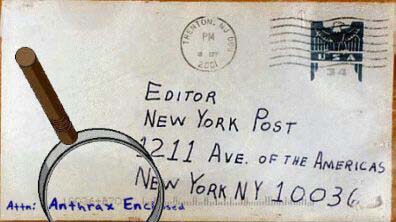 TRENTON, NJ
PM
2001
USA
34
EDITOR
NEW YORK POST
1211 AVE. OF THE AMERICAS
NEW YORK NY 10036
Attn: Anthrax Enclosed